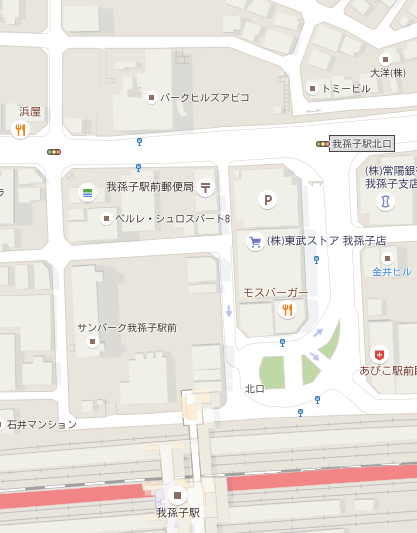 大洋(株)
トミービル
パークヒルズアビコ
浜屋
我孫子駅北口
(株)常陽銀
我孫子支店
我孫子駅前郵便局
ラ
P
ベルレ・シュロスパート8
(株)東武ストア 我孫子店
金井ビル
モスバーガー
サンパーク我孫子駅前
あびこ駅前
北口
石井マンション
我孫子駅